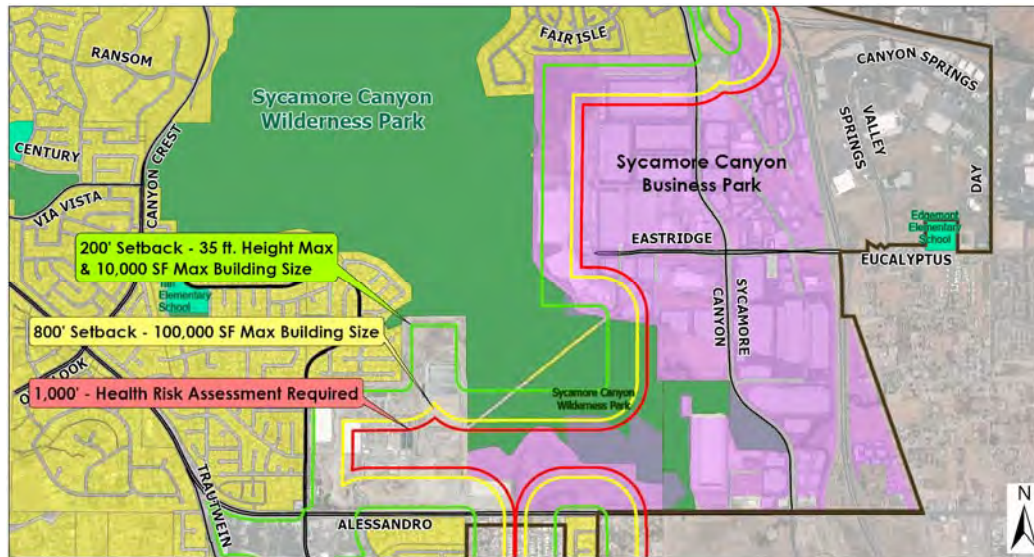 RANSOM
FAIR ISLE
CANYON SPRINGS
Sycamore Canyon
Wilderness Park
CENTURY
CANYON CREST
VALLEY
SPRINGS
Sycamore Canyon
Business Park
DAY
VIA VISTA
Edgemont
Elementary
School
200' Setback - 35 ft. Height Max
& 10,000 SF Max Building Size
EASTRIDGE
EUCALYPTUS
Elementary
School
SYCAMORE
CANYON
800' Setback - 100,000 SF Max Building Size
1,000' - Health Risk Assessment Required
Sycamore Canyon
Wilderness Park
TRAUTWEIN
ALESSANDRO
N